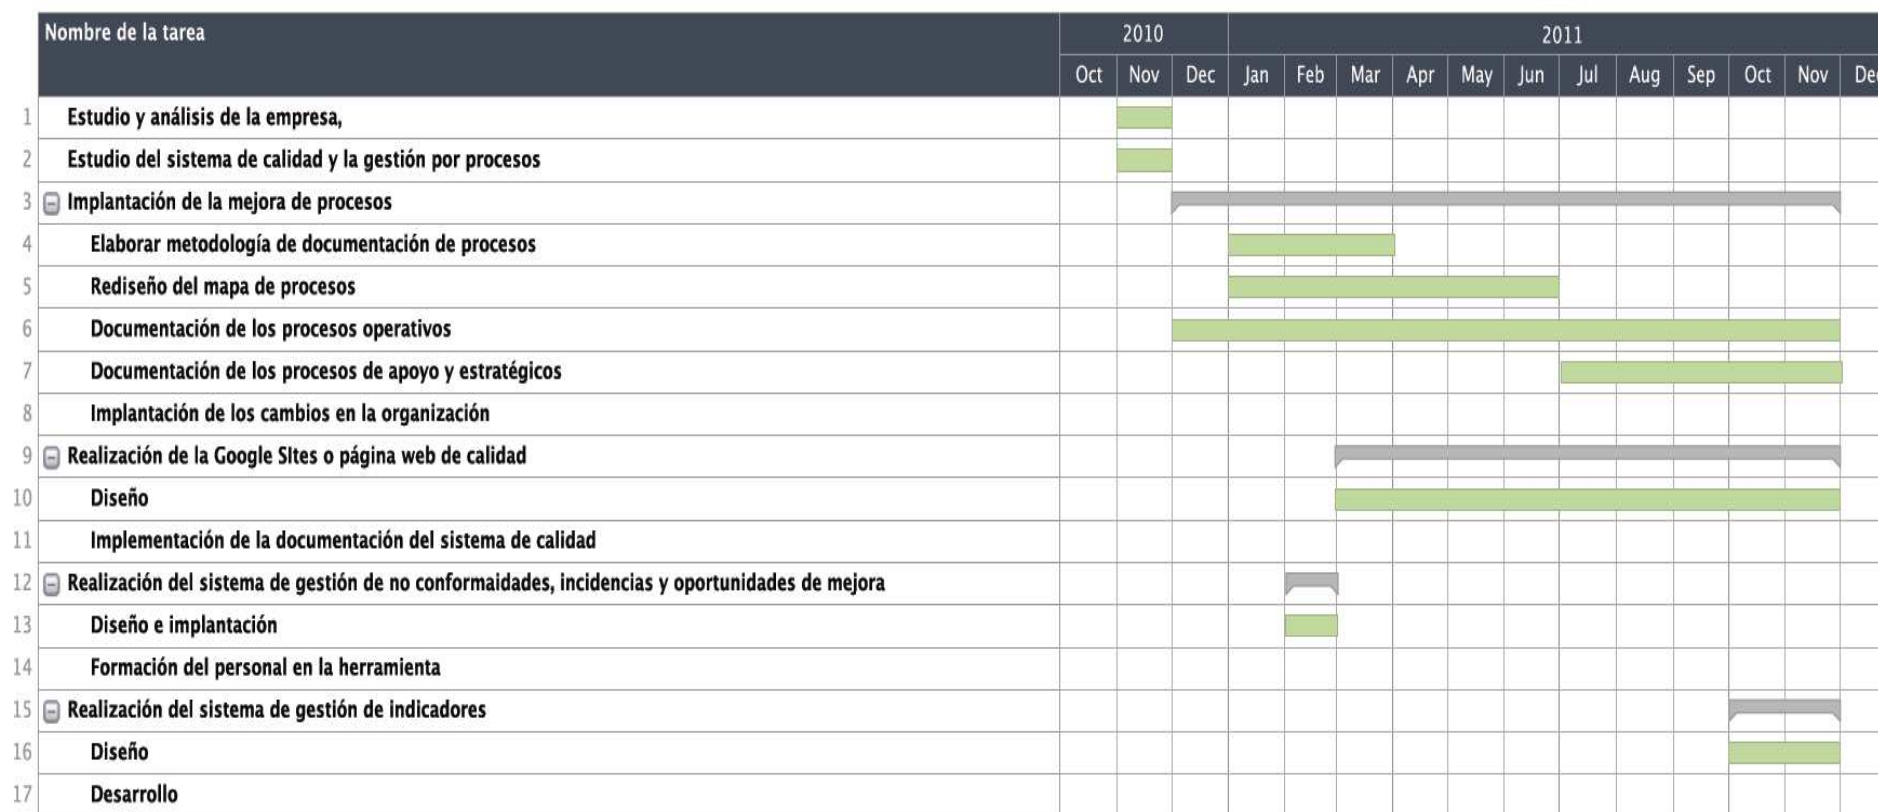 Nombre de la tarea
2010 2011
Oct Nov Dec Jan Feb Mar Apr May Jun Jul Aug Sep Oct Nov De
1 Estudio y análisis de la empresa,
2 Estudio del sistema de calidad y la gestión por procesos
3 Implantación de la mejora de procesos
4 Elaborar metodología de documentación de procesos
5 Rediseño del mapa de procesos
6 Documentación de los procesos operativos
7 Documentación de los procesos de apoyo y estratégicos
8 Implantación de los cambios en la organización
9 Realización de la Google SItes o página web de calidad
10 Diseño
11 Implementación de la documentación del sistema de calidad
12 Realización del sistema de gestión de no conformaidades, incidencias y oportunidades de mejora
13 Diseño e implantación
14 Formación del personal en la herramienta
15 Realización del sistema de gestión de indicadores
16 Diseño
17 Desarrollo